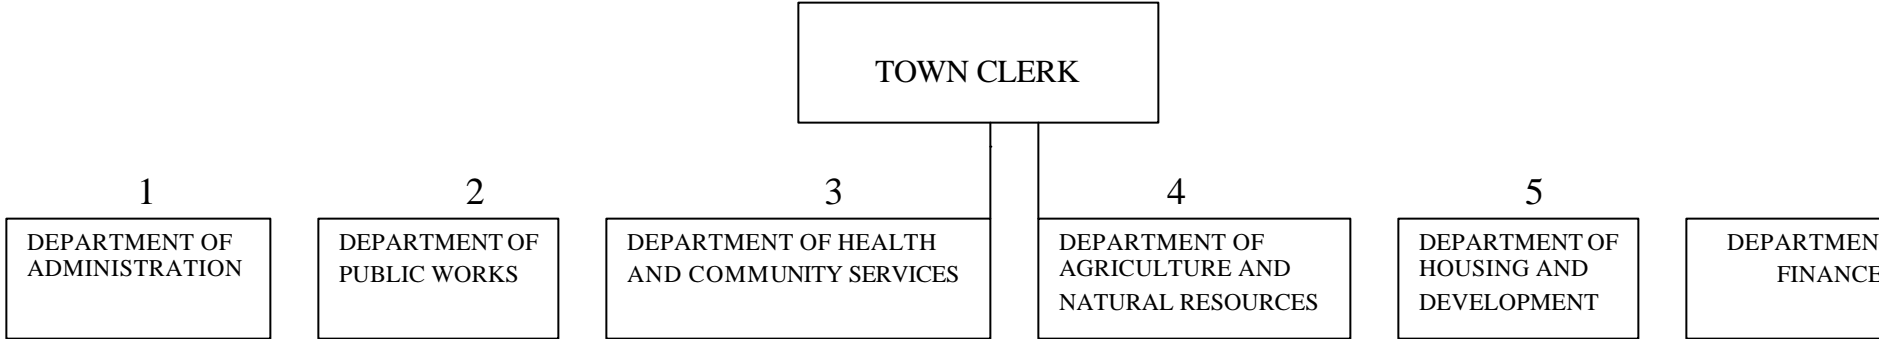 TOWN CLERK
1
2
3
4
5
DEPARTMENT OF
ADMINISTRATION
DEPARTMENT OF
PUBLIC WORKS
DEPARTMENT OF HEALTH
AND COMMUNITY SERVICES
DEPARTMENT OF
AGRICULTURE AND
NATURAL RESOURCES
DEPARTMENT OF
HOUSING AND
DEVELOPMENT
FINANCE